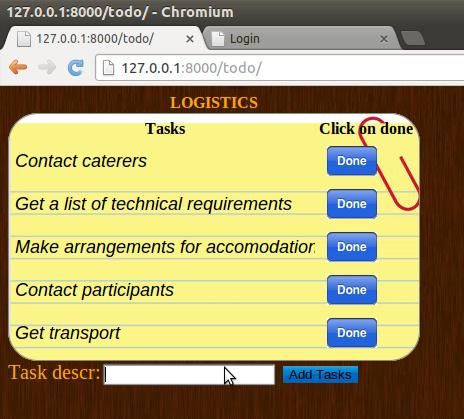 127.0.0.1:8000/todo/ - Chromium
127.0.0.1:8000/todo/ Login
127.0.0.1:8000/todo/
LOGISTICS
Tasks Click on done
Contact caterers Done
Get a list of technical requirements Done
Make arrangements for accomodation Done
Contact participants Done
Get transport Done
Task descr: Add Tasks